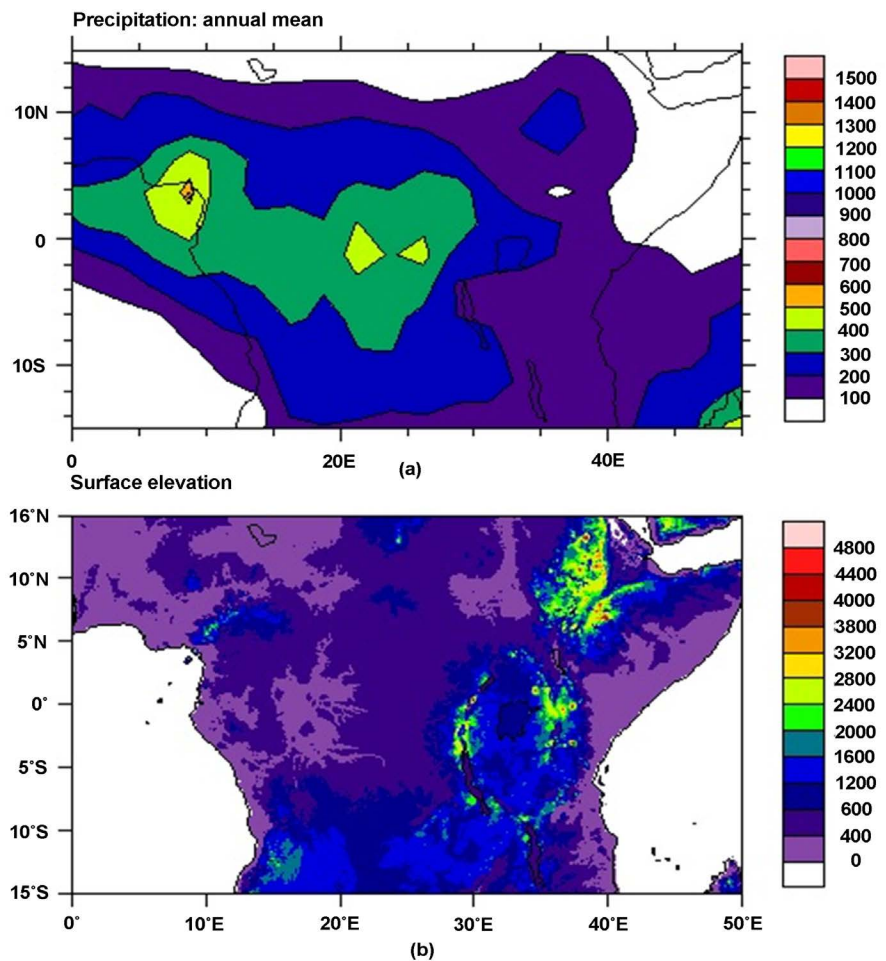 Precipitation: annual mean
10N
0
10S
0
20E
40E
(a)
1500
1400
1300
1200
1100
1000
900
800
700
600
500
400
300
200
100
Surface elevation
16°N
10°N
5°N
0°
5°S
10°S
15°S
0°
10°E
20°E
30°E
40°E
50°E
(b)
4800
4400
4000
3800
3200
2800
2400
2000
1600
1200
600
400
0